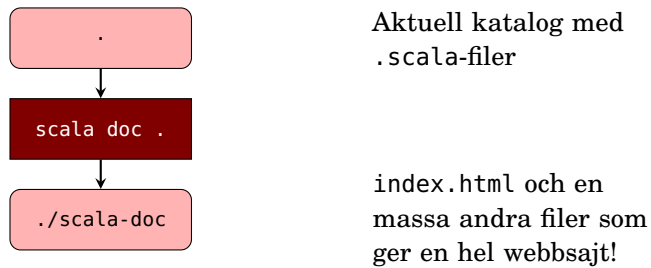 .
Aktuell katalog med
.scala-filer
scala doc .
./scala-doc
index.html och en
massa andra filer som
ger en hel webbsajt!